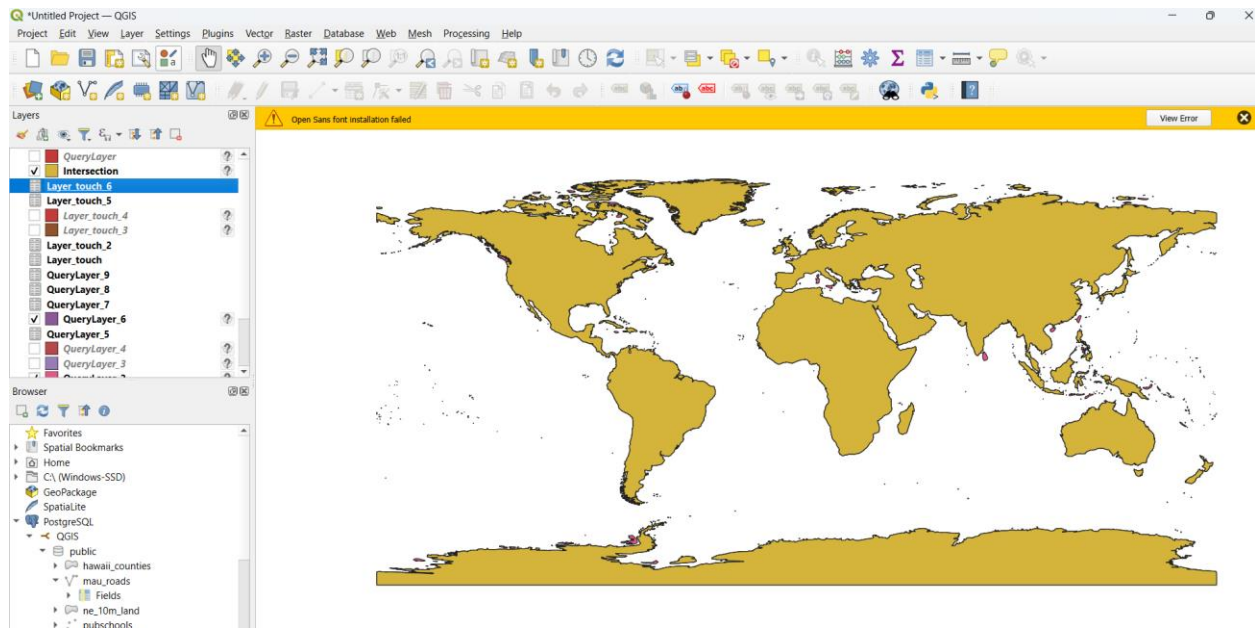 *Untitled Project — QGIS
Project Edit View Layer Settings Plugins Vector Raster Database Web Mesh Processing Help
Layers
Open Sans font installation failed
View Error
QueryLayer
Intersection
Layer_touch_6
Layer_touch_5
Layer_touch_4
Layer_touch_3
Layer_touch_2
Layer_touch
QueryLayer_9
QueryLayer_8
QueryLayer_7
QueryLayer_6
QueryLayer_5
QueryLayer_4
QueryLayer_3
Browser
Favorites
Spatial Bookmarks
Home
C:\ (Windows-SSD)
GeoPackage
SpatiaLite
PostgreSQL
QGIS
public
hawaii_counties
mau_roads
Fields
ne_10m_land
pubschools